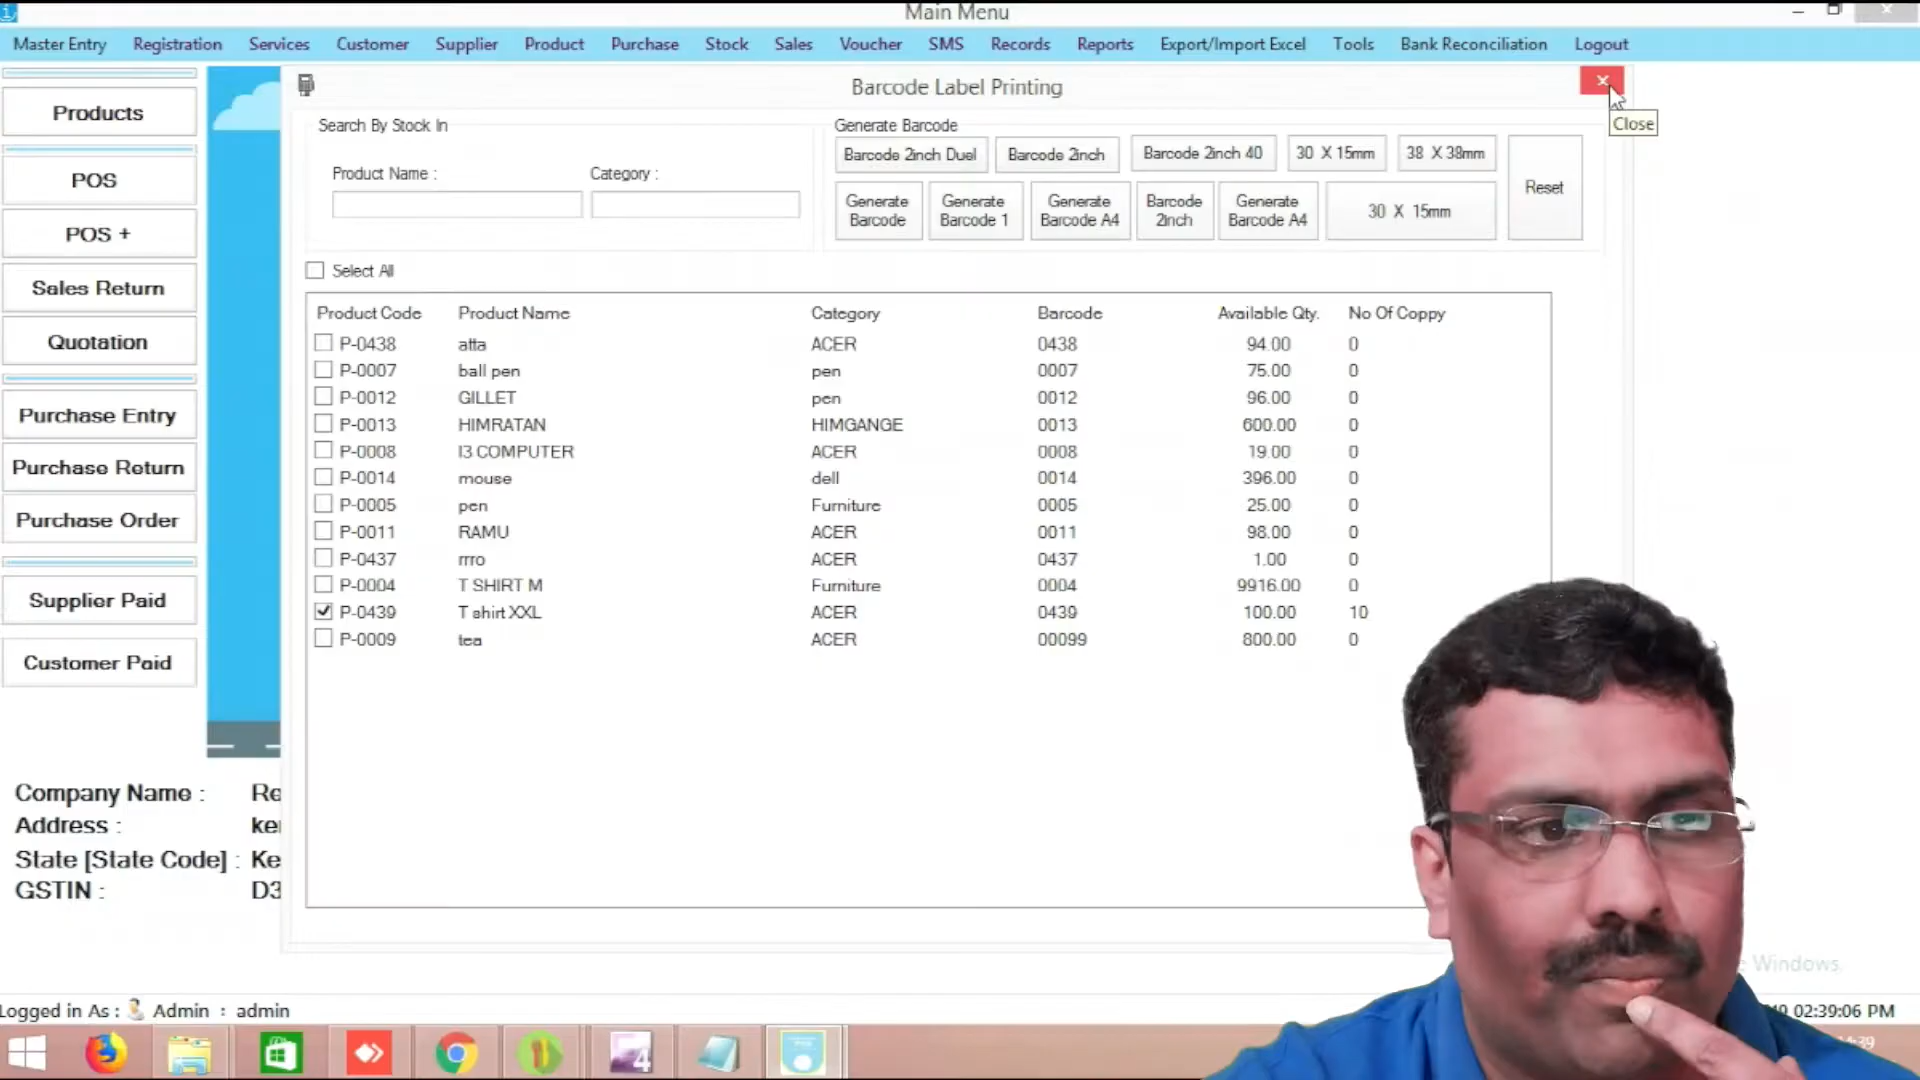 Main Menu
Master Entry Registration Services Customer Supplier Product Purchase Stock Sales Voucher SMS Records Reports Export/Import Excel Tools Bank Reconciliation Logout
Products
POS
POS +
Sales Return
Quotation
Purchase Entry
Purchase Return
Purchase Order
Supplier Paid
Customer Paid
Barcode Label Printing
Close
Search By Stock In
Product Name :
Category :
Generate Barcode
Barcode 2inch Duel
Barcode 2inch
Barcode 2inch 40
30 X 15mm
38 X 38mm
Generate
Barcode
Generate
Barcode 1
Generate
Barcode A4
Barcode
2inch
Generate
Barcode A4
30 X 15mm
Reset
Select All
Product Code Product Name Category Barcode Available Qty. No Of Coppy
P-0438 atta ACER 0438 94.00 0
P-0007 ball pen pen 0007 75.00 0
P-0012 GILLET pen 0012 96.00 0
P-0013 HIMRATAN HIMGANGE 0013 600.00 0
P-0008 I3 COMPUTER ACER 0008 19.00 0
P-0014 mouse dell 0014 396.00 0
P-0005 pen Furniture 0005 25.00 0
P-0011 RAMU ACER 0011 98.00 0
P-0437 rrro ACER 0437 1.00 0
P-0004 T SHIRT M Furniture 0004 9916.00 0
P-0439 T shirt XXL ACER 0439 100.00 10
P-0009 tea ACER 00099 800.00 0
Company Name : Re
Address : ker
State [State Code] : Ke
GSTIN : D3
Windows.
Logged in As : Admin : admin
02:39:06 PM